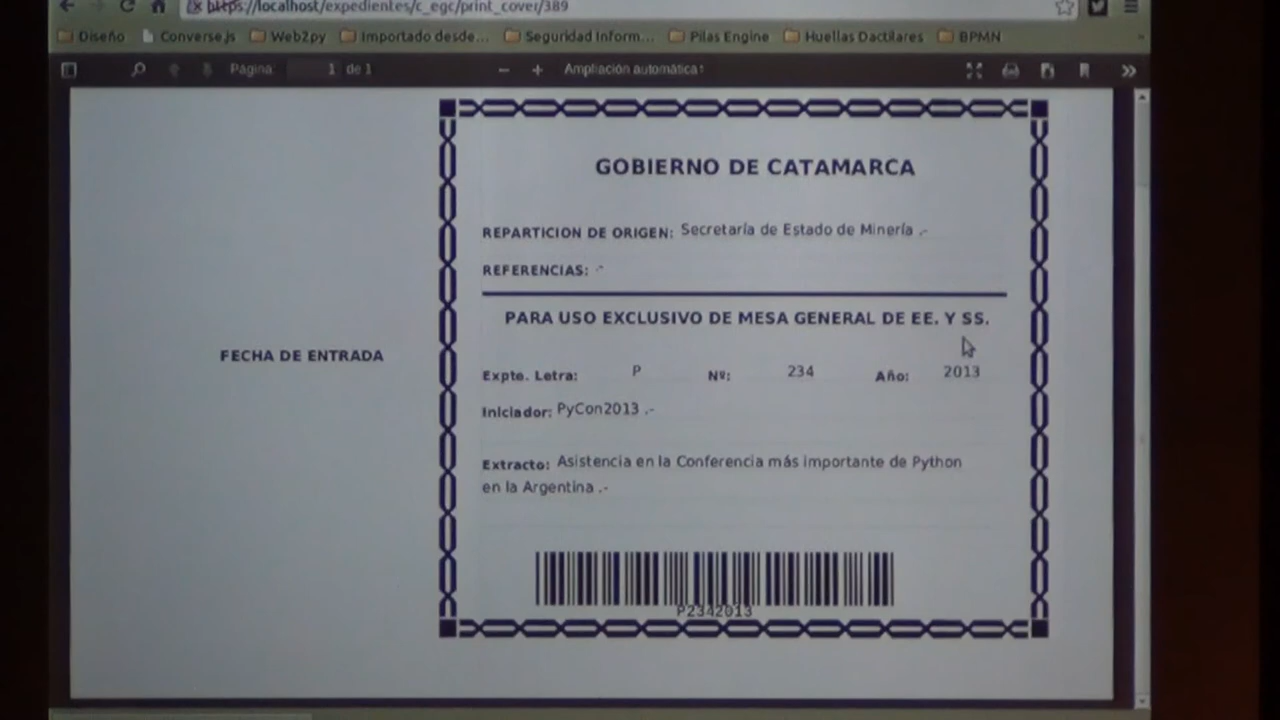 https://localhost/expedientes/c_egc/print_cover/389
Diseño Converse.js Web2py Importado desde... Seguridad Inform... Pilas Engine Huellas Dactilares BPMN
Página: 1 de 1 Ampliación automática
GOBIERNO DE CATAMARCA
REPARTICION DE ORIGEN: Secretaría de Estado de Minería .-
REFERENCIAS: .-
PARA USO EXCLUSIVO DE MESA GENERAL DE EE. Y SS.
FECHA DE ENTRADA
Expte. Letra: P Nº: 234 Año: 2013
Iniciador: PyCon2013 .-
Extracto: Asistencia en la Conferencia más importante de Python
en la Argentina .-
P2342013